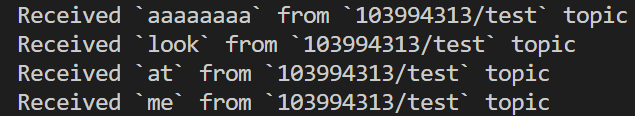 Received `aaaaaaaa` from `103994313/test` topic
Received `look` from `103994313/test` topic
Received `at` from `103994313/test` topic
Received `me` from `103994313/test` topic